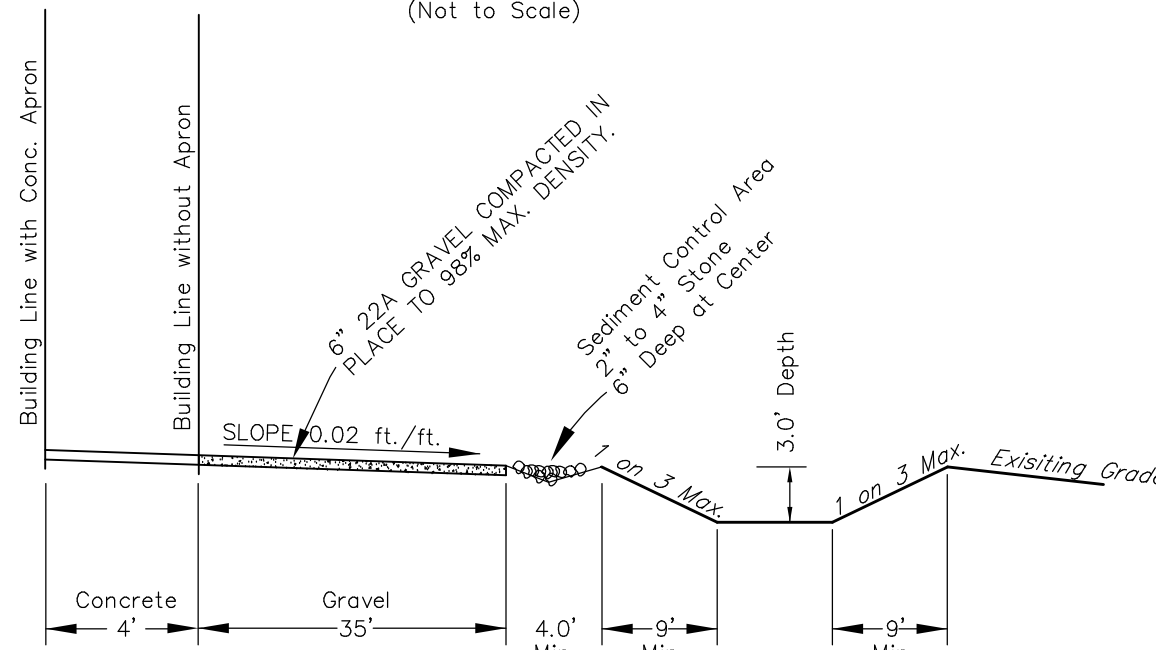 (Not to Scale)
Building Line with Conc. Apron
Building Line without Apron
6" 22A GRAVEL COMPACTED IN
PLACE TO 98% MAX. DENSITY.
Sediment Control Area
2" to 4" Stone
6" Deep at Center
3.0' Depth
SLOPE 0.02 ft./ft.
1 on 3 Max.
1 on 3 Max.
Exisiting Grade
Concrete
4'
Gravel
35'
4.0'
Min
9'
Min
9'
Min